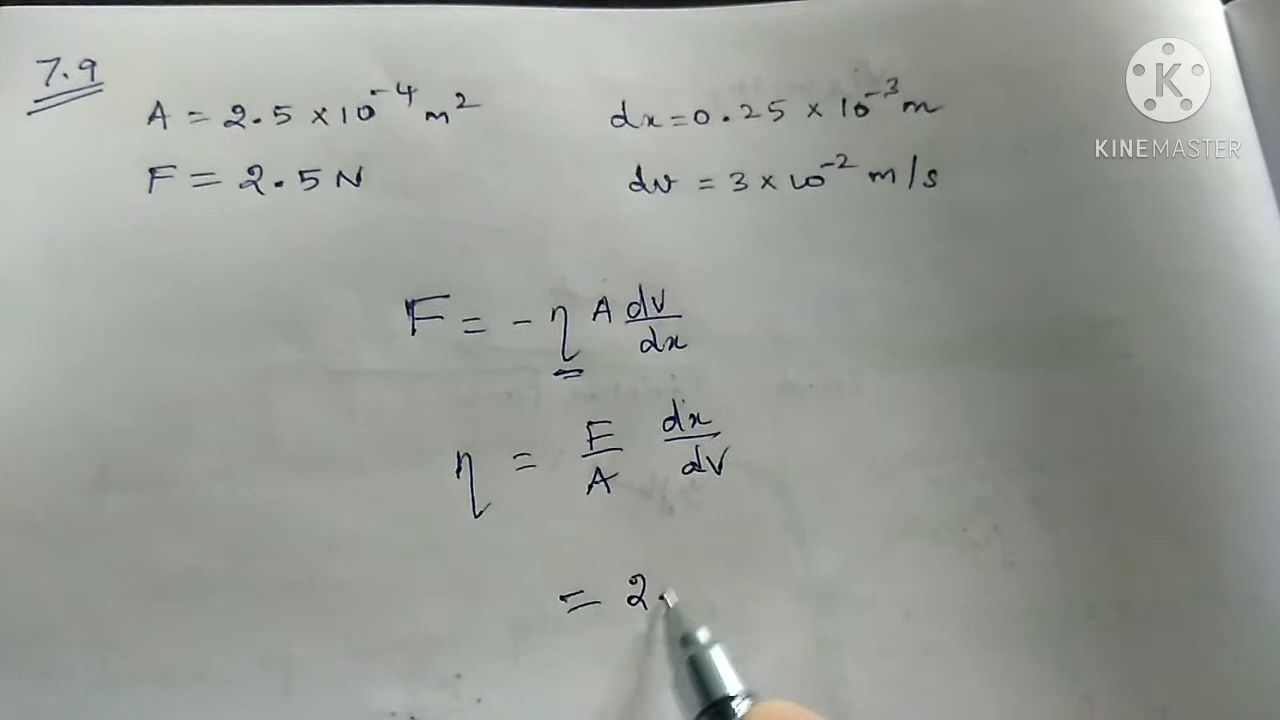 7.9
A = 2.5 × 10⁻⁴ m² dx = 0.25 × 10⁻³ m
F = 2.5 N dv = 3 × 10⁻² m/s
F = - η A dv/dx
η = F/A dx/dv
= 2.
K
KINEMASTER